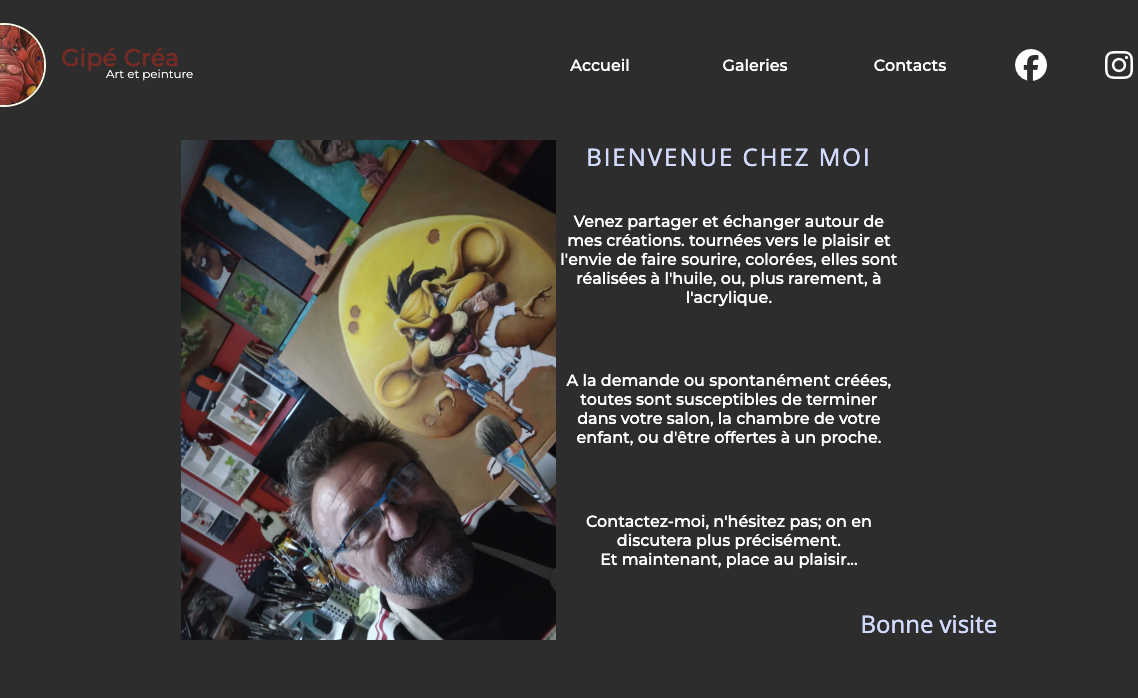 Gipé Créa
Art et peinture
Accueil
Galeries
Contacts
BIENVENUE CHEZ MOI
Venez partager et échanger autour de
mes créations. tournées vers le plaisir et
l'envie de faire sourire, colorées, elles sont
réalisées à l'huile, ou, plus rarement, à
l'acrylique.
A la demande ou spontanément créées,
toutes sont susceptibles de terminer
dans votre salon, la chambre de votre
enfant, ou d'être offertes à un proche.
Contactez-moi, n'hésitez pas; on en
discutera plus précisément.
Et maintenant, place au plaisir...
Bonne visite